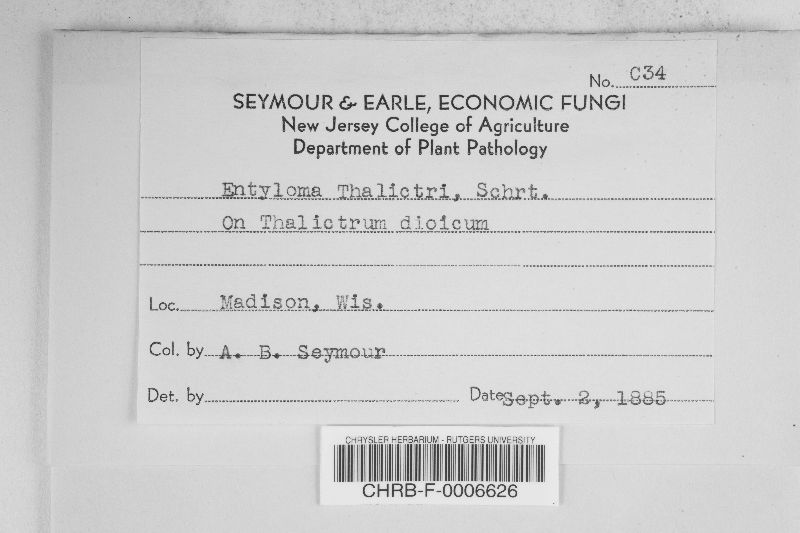 No. C34
SEYMOUR & EARLE, ECONOMIC FUNGI
New Jersey College of Agriculture
Department of Plant Pathology
Entyloma Thalictri, Schrt.
On Thalictrum dioicum
Loc. Madison, Wis.
Col. by A. B. Seymour
Det. by
Date Sept. 2, 1885
CHRYSLER HERBARIUM - RUTGERS UNIVERSITY
CHRB-F-0006626